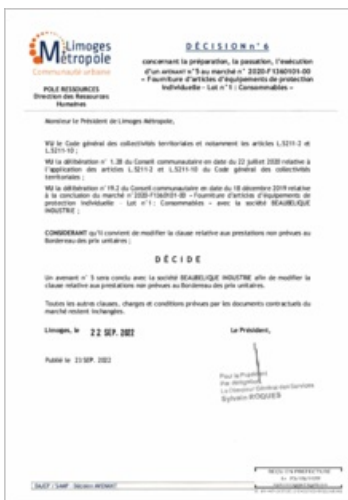 Limoges
Métropole
Communauté urbaine
POLE RESSOURCES
Direction des Ressources
Humaines
DÉCISION n° 6
concernant la préparation, la passation, l'exécution
d'un avenant n°5 au marché n° 2020-F1360101-00
« Fourniture d'articles d'équipements de protection
individuelle - Lot n°1 : Consommables »
Monsieur le Président de Limoges Métropole,
VU le Code général des collectivités territoriales et notamment les articles L.5211-2 et
L.5211-10 ;
VU la délibération n° 1.28 du Conseil communautaire en date du 22 juillet 2020 relative à
l'application des articles L.5211-2 et L.5211-10 du Code général des collectivités
territoriales ;
VU la délibération n° 19.2 du Conseil communautaire en date du 18 décembre 2019 relative
à la conclusion du marché n° 2020-F1360101-00 « Fourniture d'articles d'équipements de
protection individuelle - Lot n°1: Consommables » avec la société BEAUBELIQUE
INDUSTRIE ;
CONSIDERANT qu'il convient de modifier la clause relative aux prestations non prévues au
Bordereau des prix unitaires ;
DÉCIDE
Un avenant n° 5 sera conclu avec la société BEAUBELIQUE INDUSTRIE afin de modifier la
clause relative aux prestations non prévues au Bordereau des prix unitaires.
Toutes les autres clauses, charges et conditions prévues par les documents contractuels du
marché restent inchangées.
Limoges, le 22 SEP. 2022
Le Président,
Publié le 23 SEP. 2022
Pour le Président
Par délégation,
Le Directeur Général des Services
Sylvain ROQUES
REÇU EN PREFECTURE
DAJCP / SAMP - Décision AVENANT